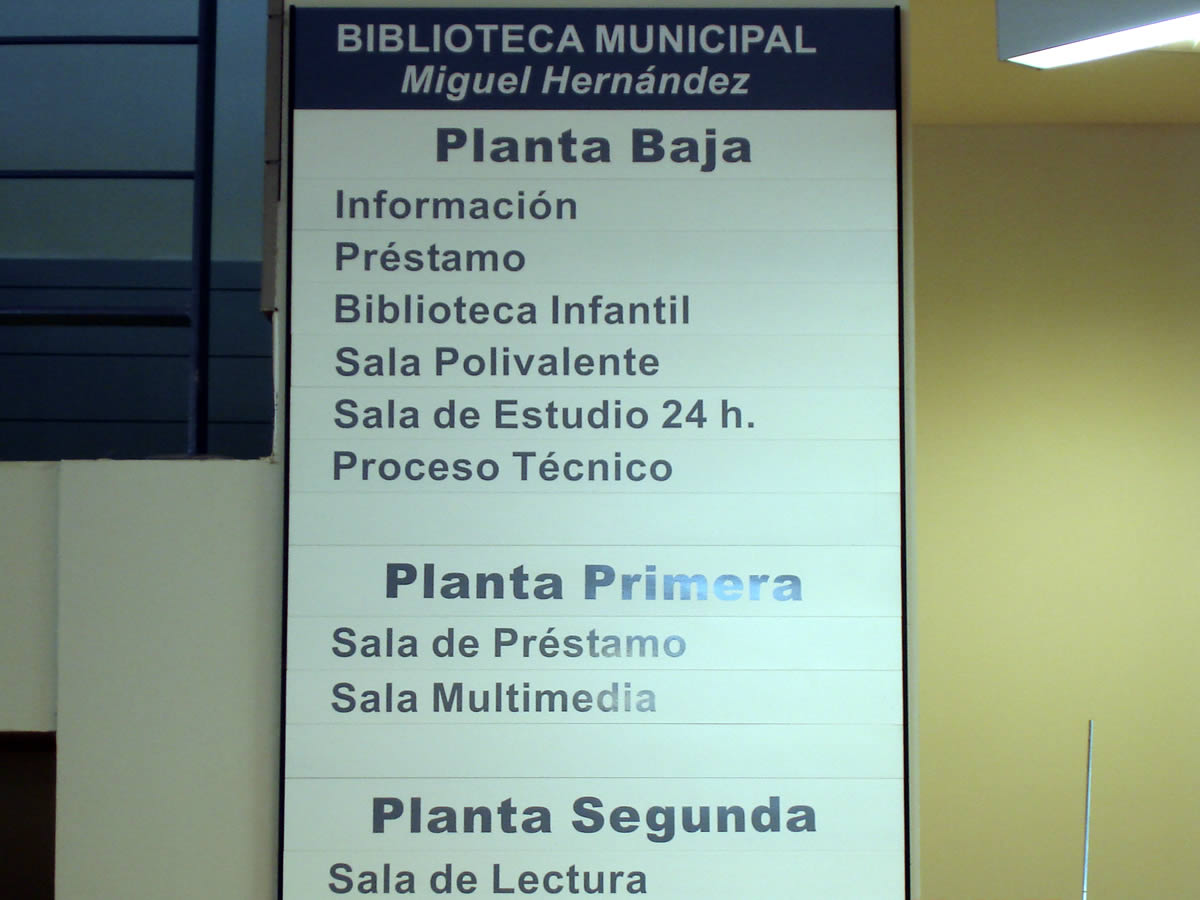 BIBLIOTECA MUNICIPAL
Miguel Hernández
Planta Baja
Información
Préstamo
Biblioteca Infantil
Sala Polivalente
Sala de Estudio 24 h.
Proceso Técnico
Planta Primera
Sala de Préstamo
Sala Multimedia
Planta Segunda
Sala de Lectura